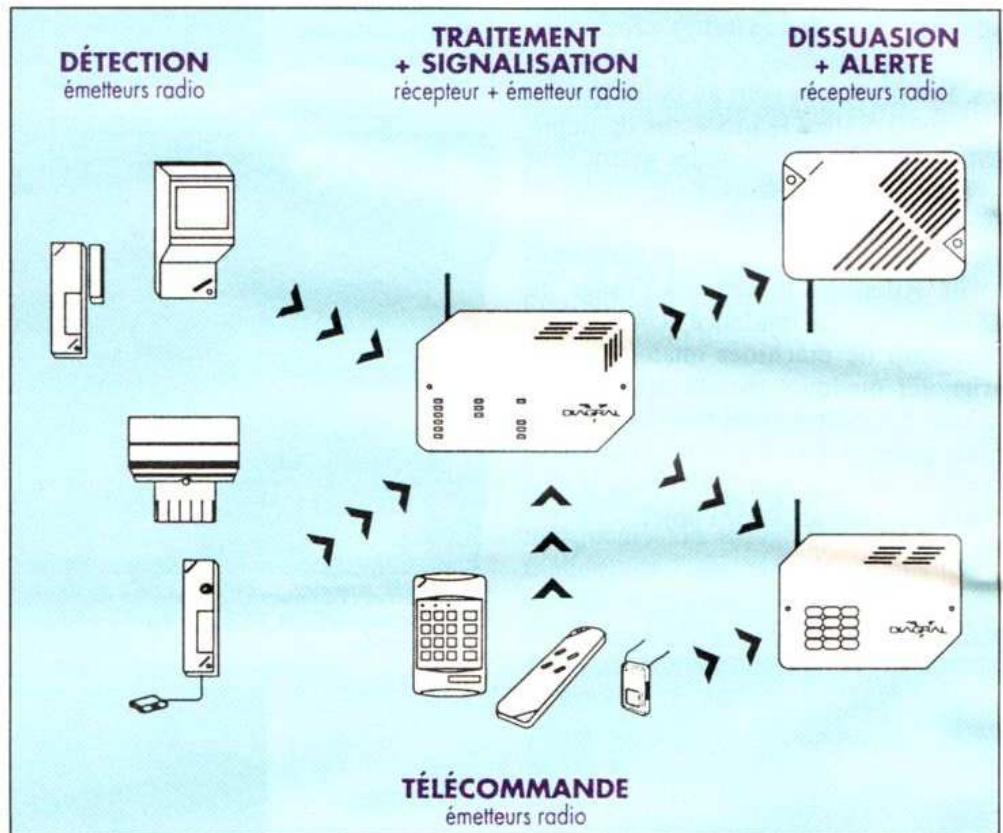 DÉTECTION
émetteurs radio
TRAITEMENT
+ SIGNALISATION
récepteur + émetteur radio
DISSUASION
+ ALERTE
récepteurs radio
DIAGRAL
DIAGRAL
TÉLÉCOMMANDE
émetteurs radio